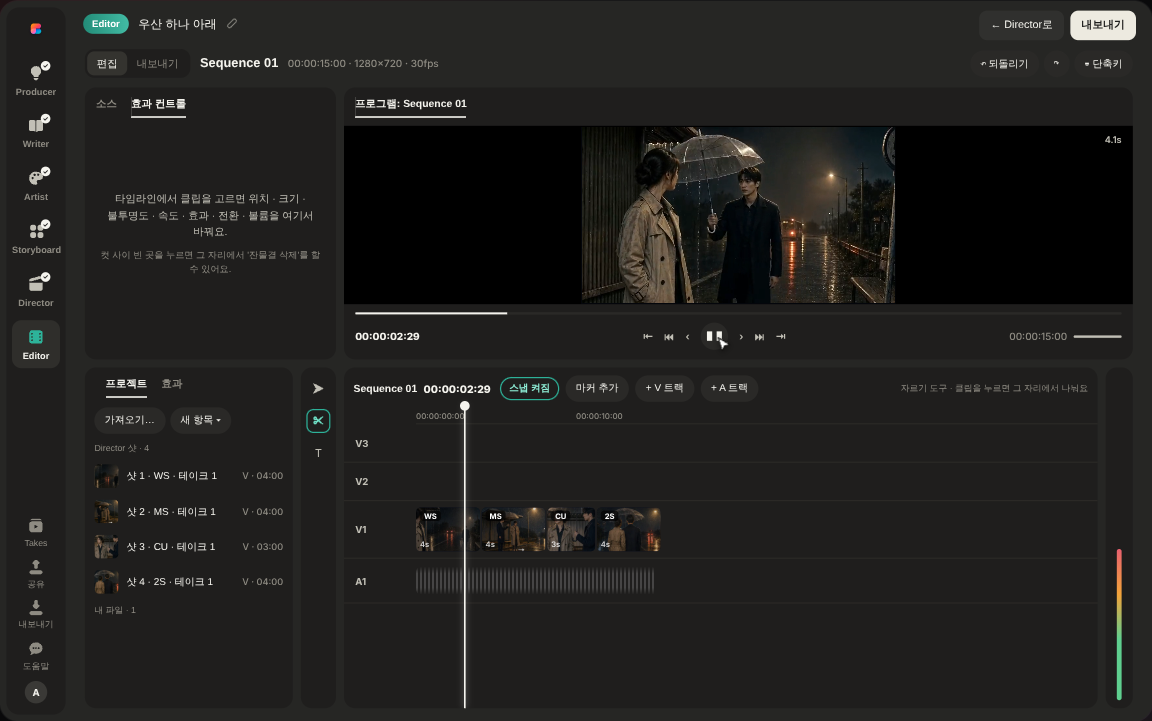 Editor
우산 하나 아래
← Director로
내보내기
편집
내보내기
Sequence 01
00:00:15:00 · 1280×720 · 30fps
되돌리기
단축키
Producer
Writer
Artist
Storyboard
Director
Editor
Takes
공유
내보내기
도움말
A
소스
효과 컨트롤
타임라인에서 클립을 고르면 위치 · 크기 ·
불투명도 · 속도 · 효과 · 전환 · 볼륨을 여기서
바꿔요.
컷 사이 빈 곳을 누르면 그 자리에서 '잔물결 삭제'를 할
수 있어요.
프로그램: Sequence 01
4.1s
00:00:02:29
00:00:15:00
프로젝트
효과
가져오기…
새 항목
Director 샷 · 4
샷 1 · WS · 테이크 1
V · 04:00
샷 2 · MS · 테이크 1
V · 04:00
샷 3 · CU · 테이크 1
V · 03:00
샷 4 · 2S · 테이크 1
V · 04:00
내 파일 · 1
T
Sequence 01
00:00:02:29
스냅 켜짐
마커 추가
+ V 트랙
+ A 트랙
자르기 도구 · 클립을 누르면 그 자리에서 나눠요
00:00:00:00
00:00:10:00
V3
V2
V1
WS
4s
MS
4s
CU
3s
2S
4s
A1